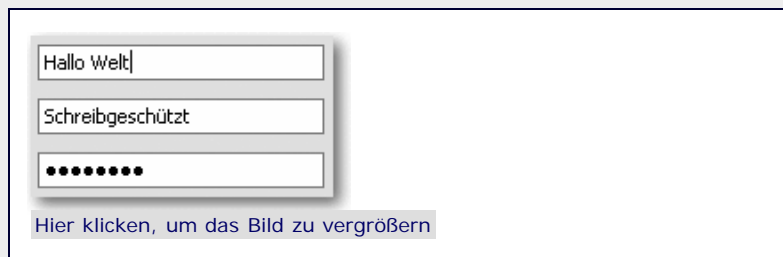 Hallo Welt
Schreibgeschützt
●●●●●●●●
Hier klicken, um das Bild zu vergrößern